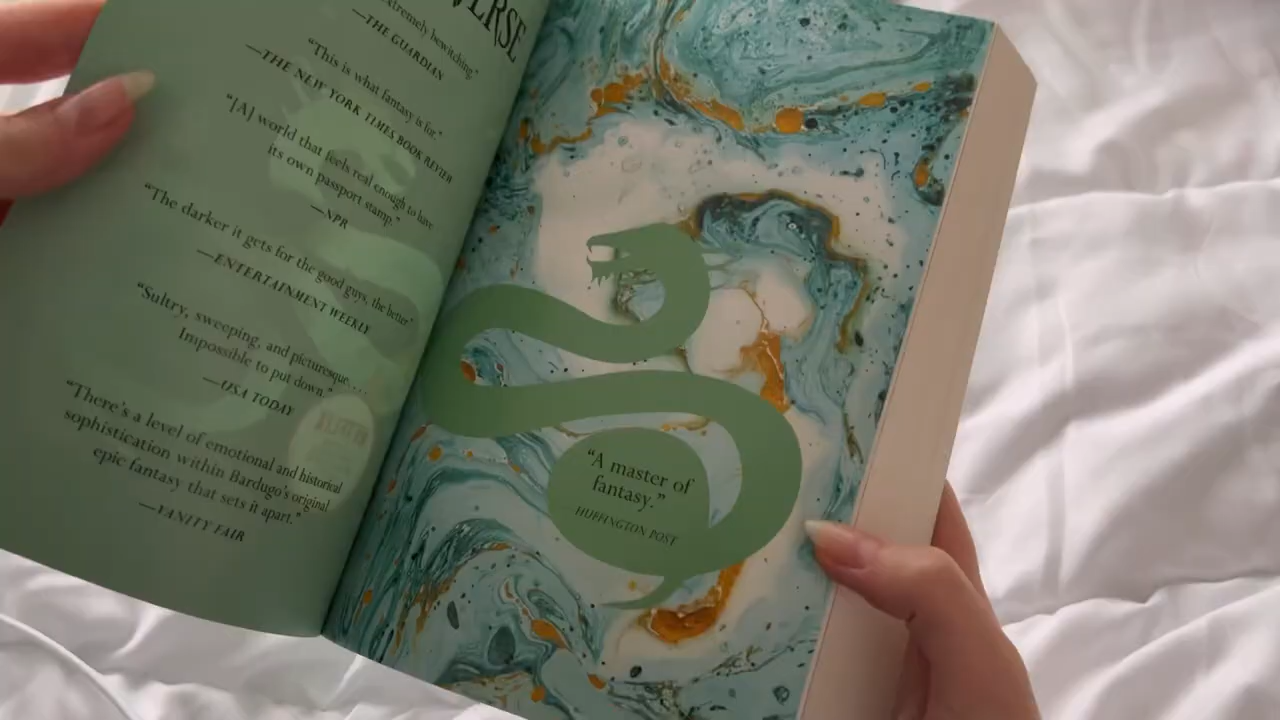 VERSE
extremely bewitching."
—THE GUARDIAN
"This is what fantasy is for."
—THE NEW YORK TIMES BOOK REVIEW
"[A] world that feels real enough to have
its own passport stamp."
—NPR
"The darker it gets for the good guys, the better."
—ENTERTAINMENT WEEKLY
"Sultry, sweeping, and picturesque. . . .
Impossible to put down."
—USA TODAY
"There's a level of emotional and historical
sophistication within Bardugo's original
epic fantasy that sets it apart."
—VANITY FAIR
"A master of
fantasy."
HUFFINGTON POST